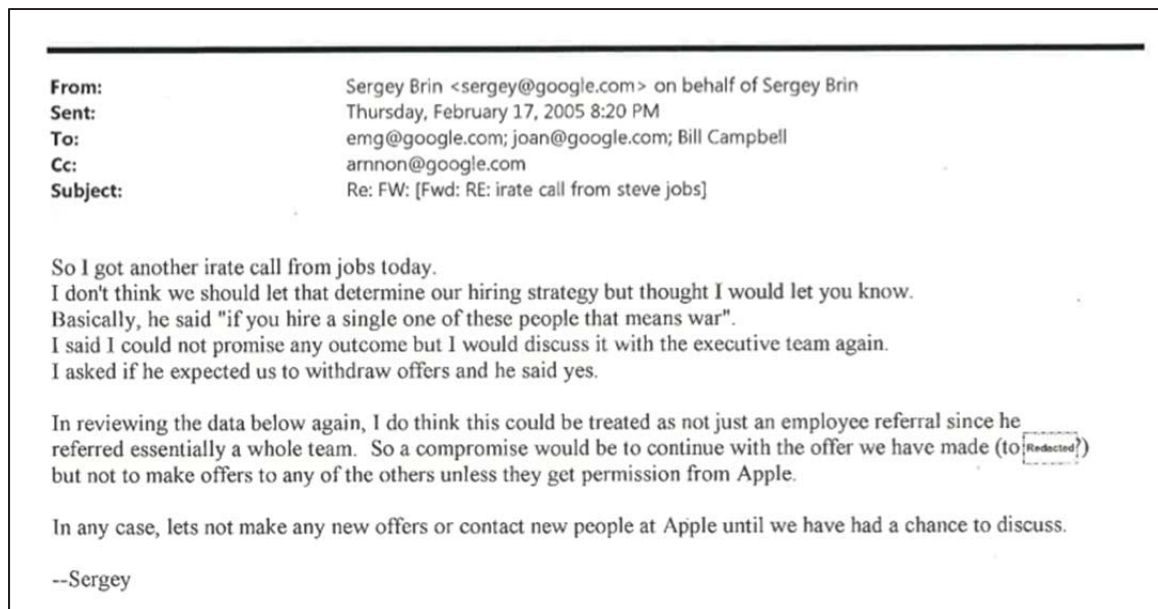 From: Sergey Brin <sergey@google.com> on behalf of Sergey Brin
Sent: Thursday, February 17, 2005 8:20 PM
To: emg@google.com; joan@google.com; Bill Campbell
Cc: arnnon@google.com
Subject: Re: FW: [Fwd: RE: irate call from steve jobs]
So I got another irate call from jobs today.
I don't think we should let that determine our hiring strategy but thought I would let you know.
Basically, he said "if you hire a single one of these people that means war".
I said I could not promise any outcome but I would discuss it with the executive team again.
I asked if he expected us to withdraw offers and he said yes.
In reviewing the data below again, I do think this could be treated as not just an employee referral since he
referred essentially a whole team. So a compromise would be to continue with the offer we have made (to Redacted?)
but not to make offers to any of the others unless they get permission from Apple.
In any case, lets not make any new offers or contact new people at Apple until we have had a chance to discuss.
--Sergey